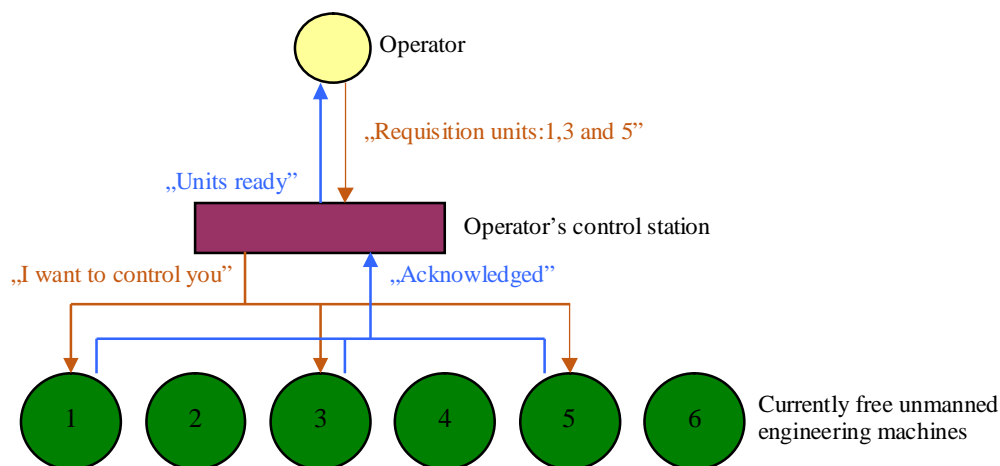 Operator
„Requisition units:1,3 and 5”
„Units ready”
Operator’s control station
„I want to control you”
„Acknowledged”
1
2
3
4
5
6
Currently free unmanned
engineering machines